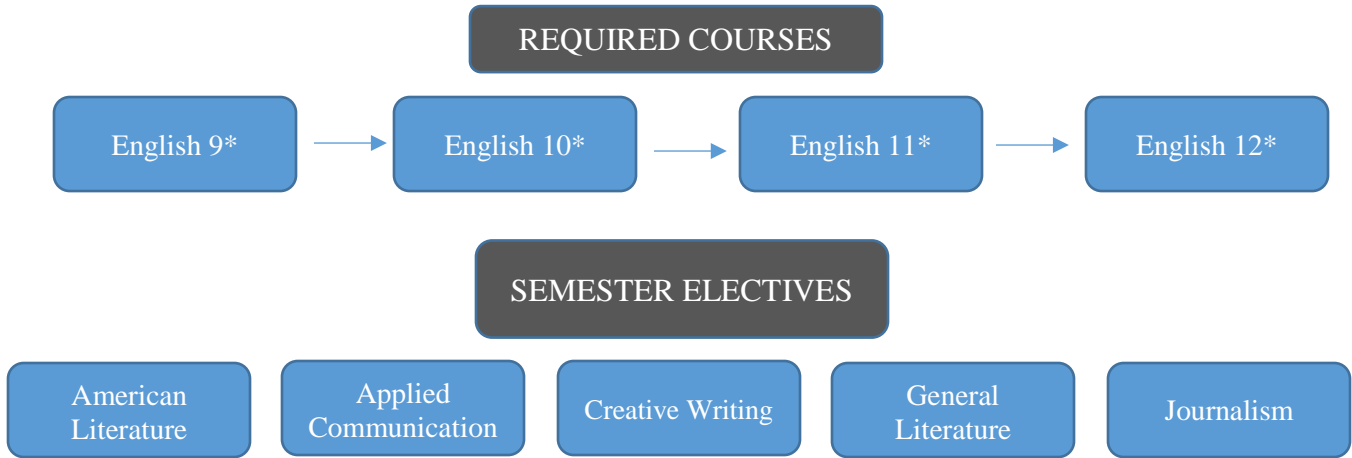 REQUIRED COURSES
English 9*
English 10*
English 11*
English 12*
SEMESTER ELECTIVES
American
Literature
Applied
Communication
Creative Writing
General
Literature
Journalism